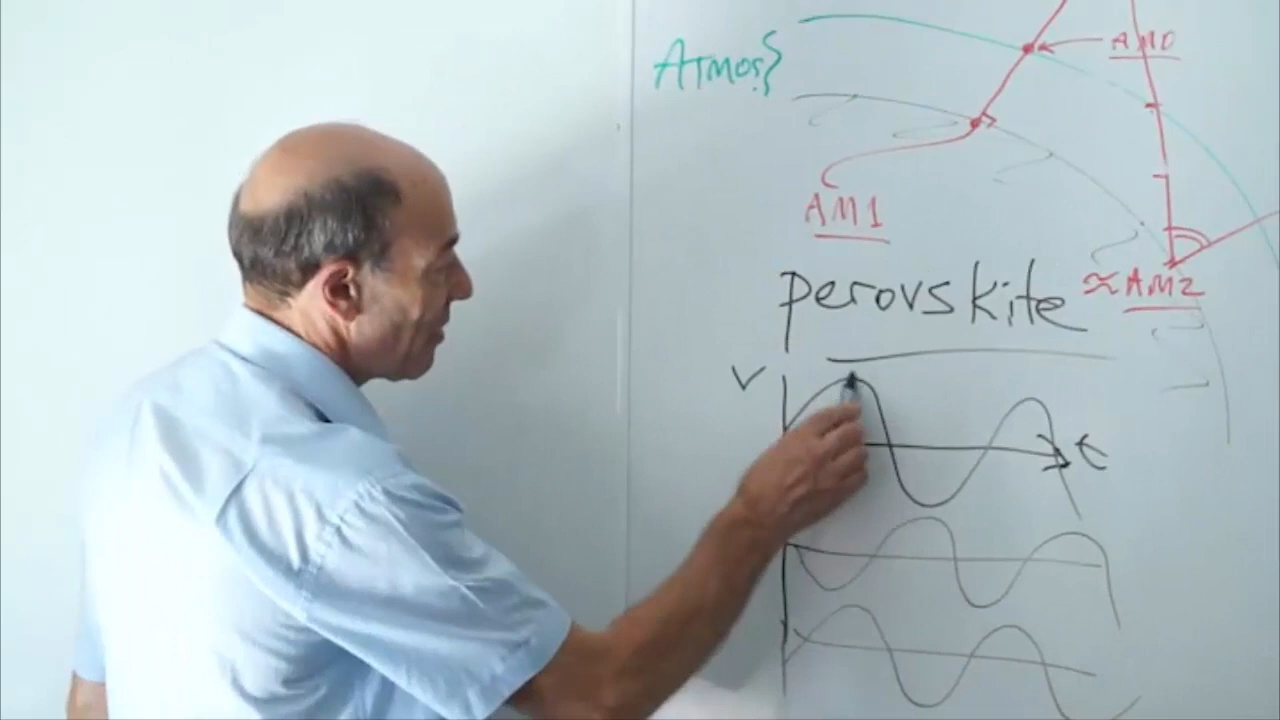 ATMOS.
AM0
AM1
≈AM2
perovskite
V
t